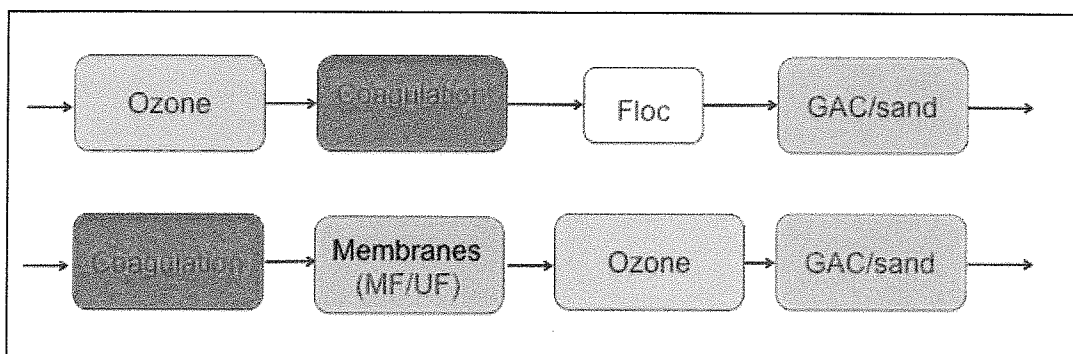 Ozone
Coagulation
Floc
GAC/sand
Coagulation
Membranes
(MF/UF)
Ozone
GAC/sand